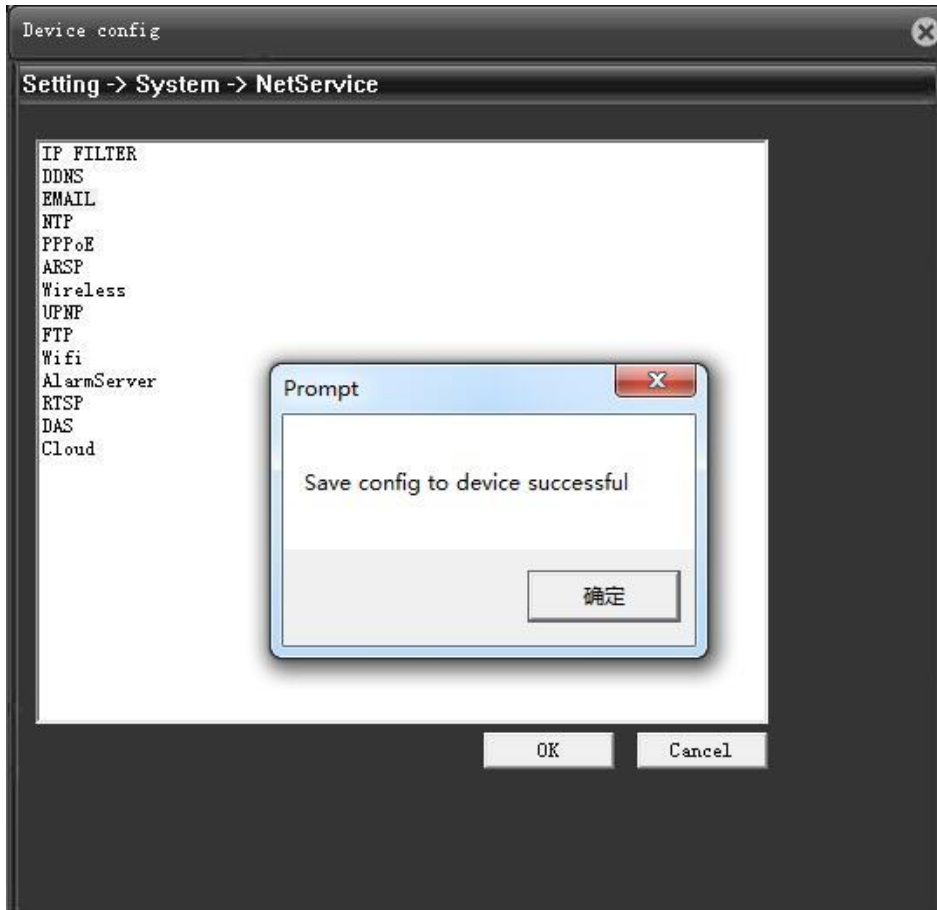 Device config
Setting -> System -> NetService
IP FILTER
DDNS
EMAIL
NTP
PPPoE
ARSP
Wireless
UPNP
FTP
Wifi
AlarmServer
RTSP
DAS
Cloud
Prompt
Save config to device successful
确定
OK Cancel